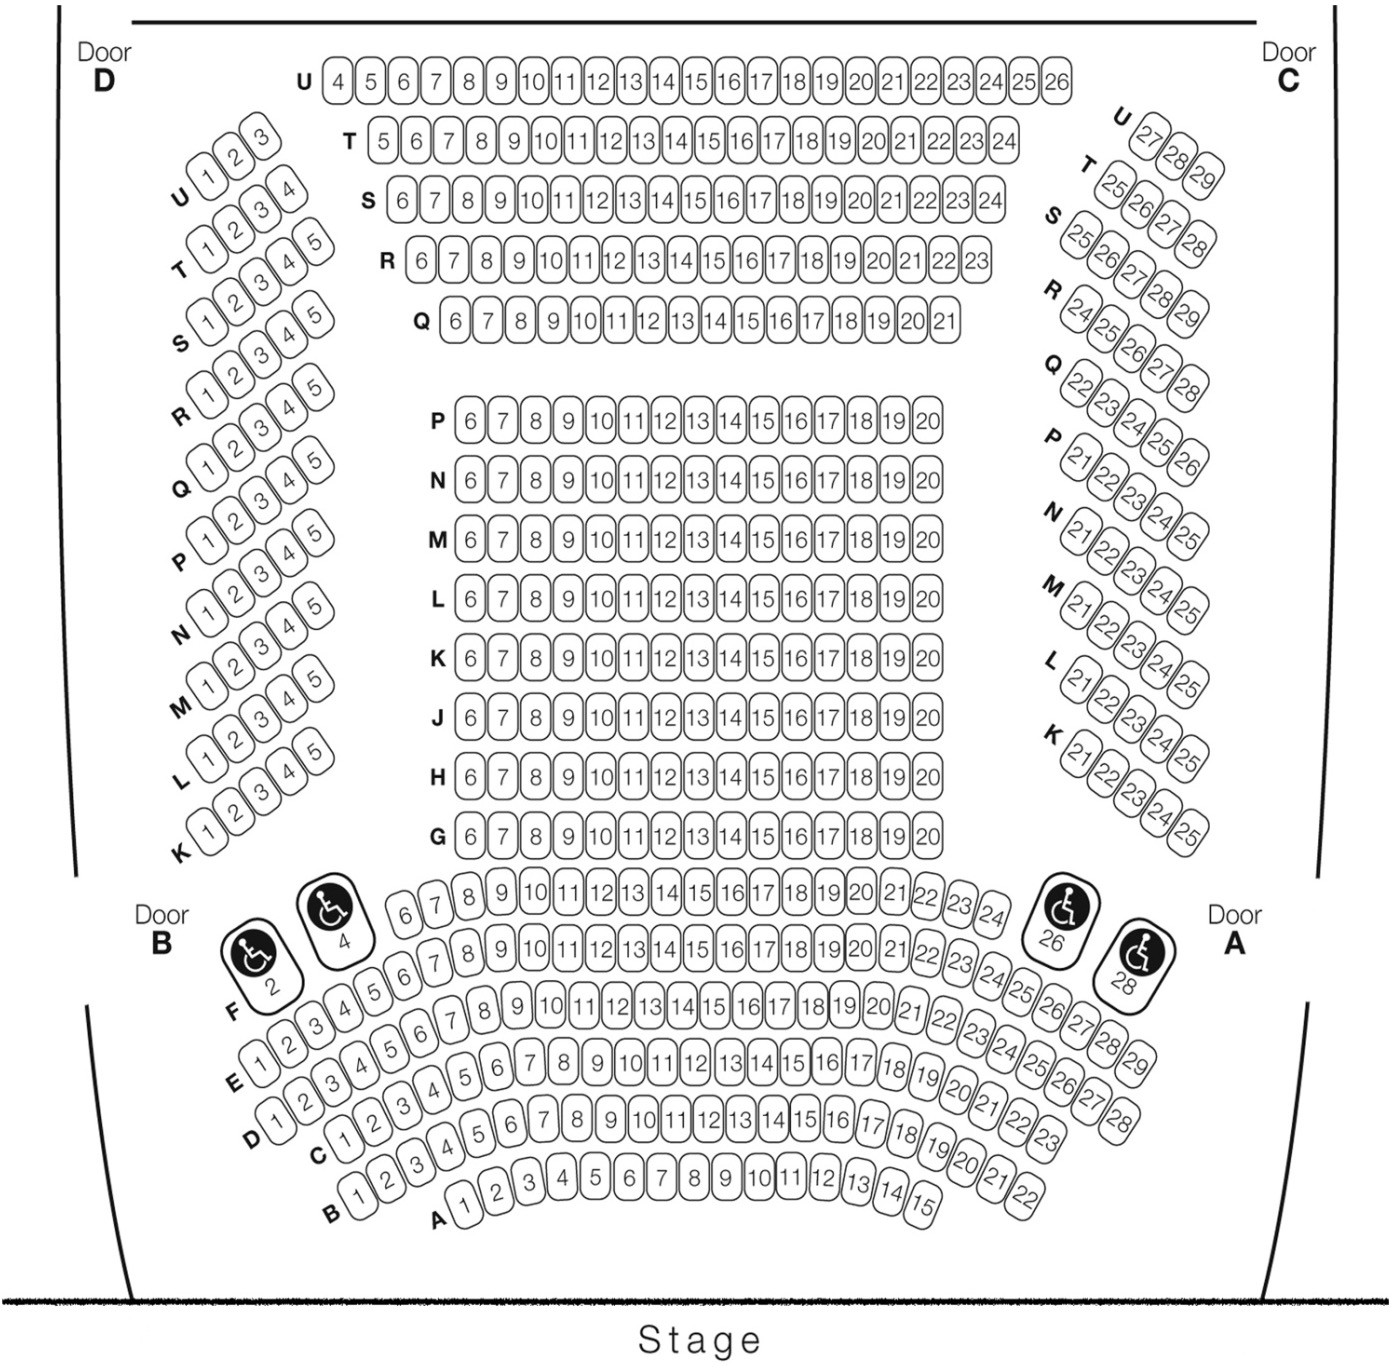 Door
D
Door
C
U 4 5 6 7 8 9 10 11 12 13 14 15 16 17 18 19 20 21 22 23 24 25 26
T 5 6 7 8 9 10 11 12 13 14 15 16 17 18 19 20 21 22 23 24
S 6 7 8 9 10 11 12 13 14 15 16 17 18 19 20 21 22 23 24
R 6 7 8 9 10 11 12 13 14 15 16 17 18 19 20 21 22 23
Q 6 7 8 9 10 11 12 13 14 15 16 17 18 19 20 21
U 1 2 3
T 1 2 3 4
S 1 2 3 4 5
R 1 2 3 4 5
Q 1 2 3 4 5
P 1 2 3 4 5
N 1 2 3 4 5
M 1 2 3 4 5
L 1 2 3 4 5
K 1 2 3 4 5
P 6 7 8 9 10 11 12 13 14 15 16 17 18 19 20
N 6 7 8 9 10 11 12 13 14 15 16 17 18 19 20
M 6 7 8 9 10 11 12 13 14 15 16 17 18 19 20
L 6 7 8 9 10 11 12 13 14 15 16 17 18 19 20
K 6 7 8 9 10 11 12 13 14 15 16 17 18 19 20
J 6 7 8 9 10 11 12 13 14 15 16 17 18 19 20
H 6 7 8 9 10 11 12 13 14 15 16 17 18 19 20
G 6 7 8 9 10 11 12 13 14 15 16 17 18 19 20
U 27 28 29
T 25 26 27 28
S 25 26 27 28 29
R 24 25 26 27 28
Q 22 23 24 25 26
P 21 22 23 24 25
N 21 22 23 24 25
M 21 22 23 24 25
L 21 22 23 24 25
K 21 22 23 24 25
Door
B
Door
A
F 2 4 6 7 8 9 10 11 12 13 14 15 16 17 18 19 20 21 22 23 24 26 28
E 1 2 3 4 5 6 7 8 9 10 11 12 13 14 15 16 17 18 19 20 21 22 23 24 25 26 27 28 29
D 1 2 3 4 5 6 7 8 9 10 11 12 13 14 15 16 17 18 19 20 21 22 23 24 25 26 27 28
C 1 2 3 4 5 6 7 8 9 10 11 12 13 14 15 16 17 18 19 20 21 22 23
B 1 2 3 4 5 6 7 8 9 10 11 12 13 14 15 16 17 18 19 20 21 22
A 1 2 3 4 5 6 7 8 9 10 11 12 13 14 15
Stage